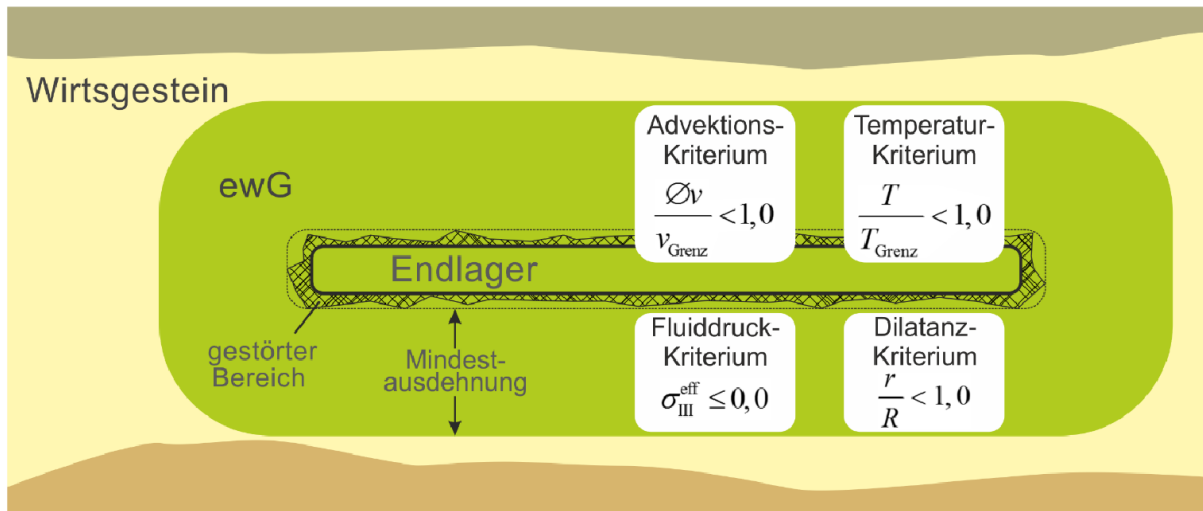 Wirtsgestein
ewG
Endlager
gestörter
Bereich
Mindest-
ausdehnung
Advektions-
Kriterium
∅v / v_Grenz < 1,0
Temperatur-
Kriterium
T / T_Grenz < 1,0
Fluiddruck-
Kriterium
σ_III^eff ≤ 0,0
Dilatanz-
Kriterium
r / R < 1,0